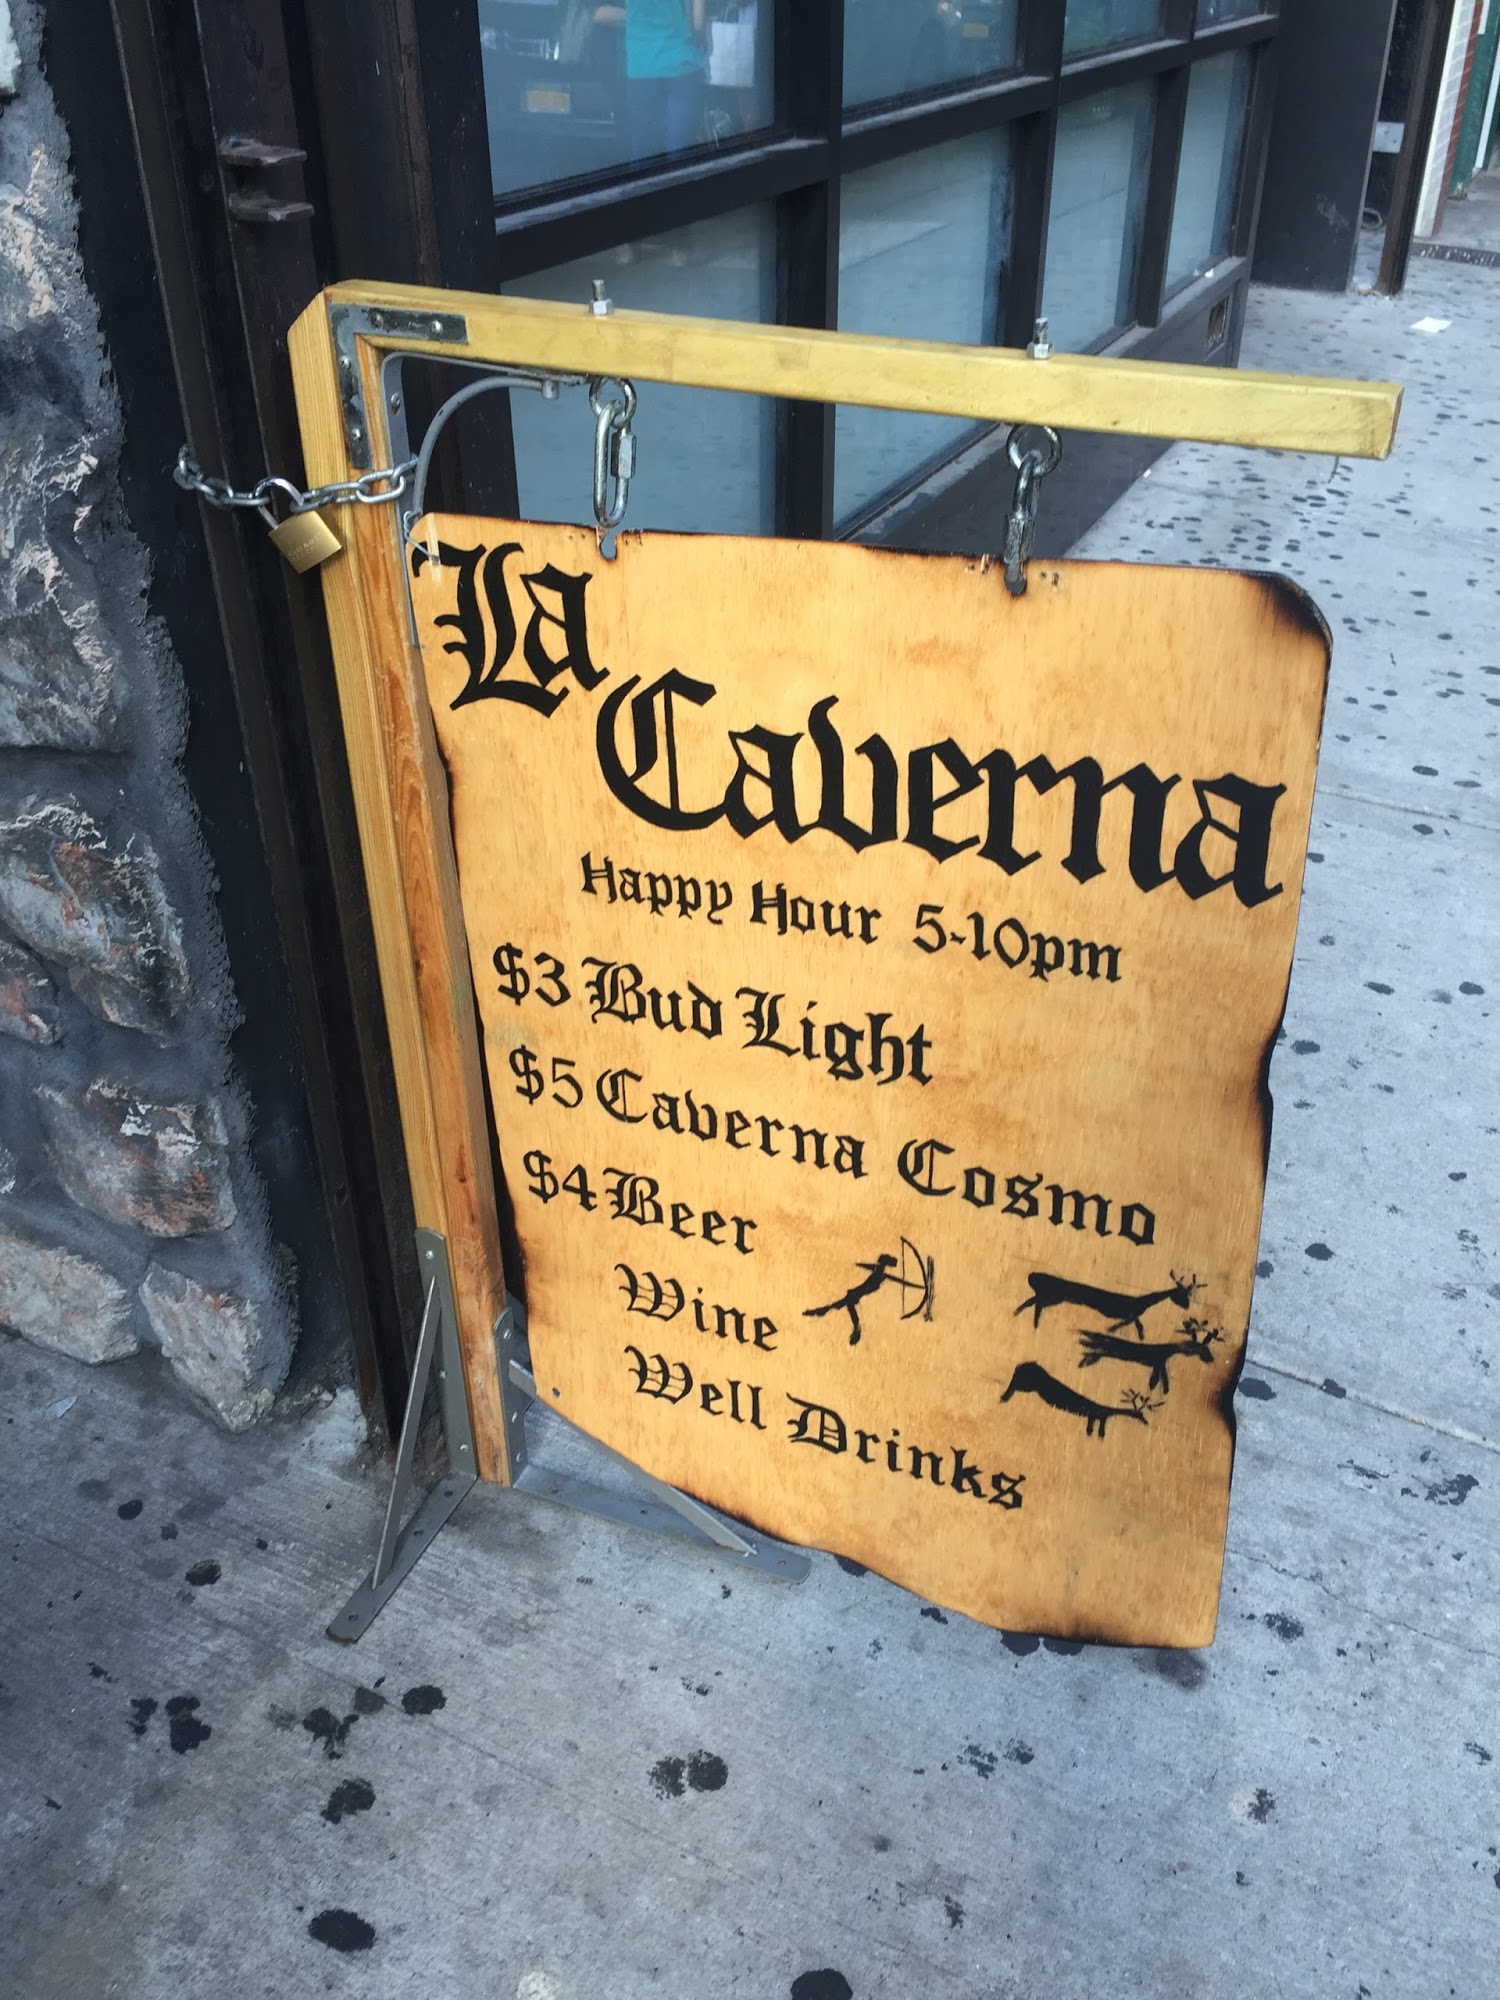 La
Caverna
Happy Hour 5-10pm
$3 Bud Light
$5 Caverna Cosmo
$4 Beer
Wine
Well Drinks